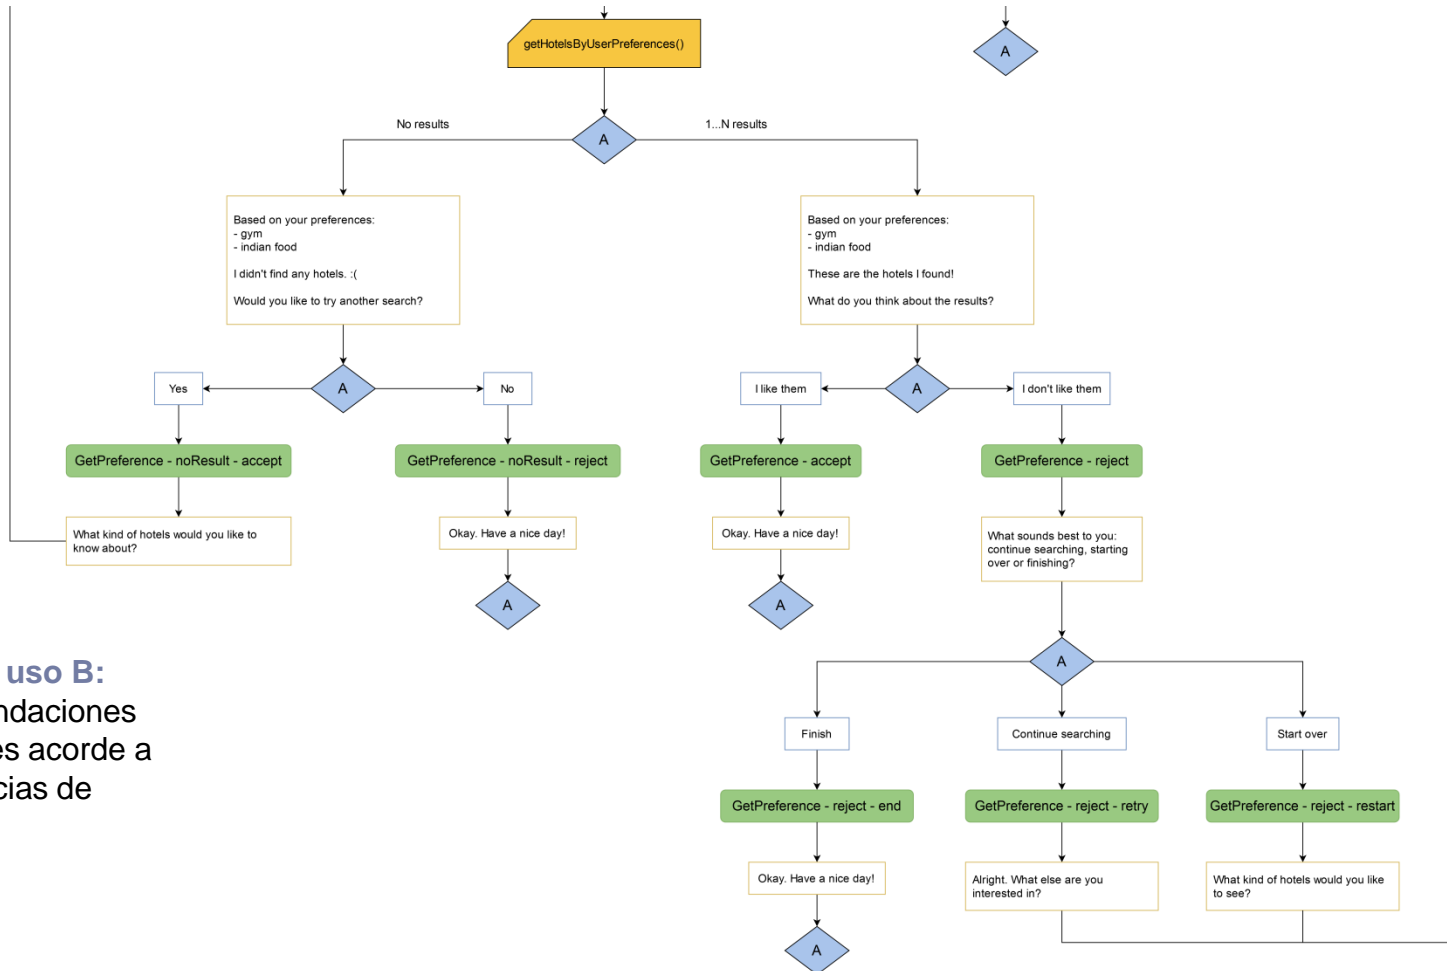 getHotelsByUserPreferences()
A
A
No results
1...N results
Based on your preferences:
- gym
- indian food
I didn't find any hotels. :(
Would you like to try another search?
Based on your preferences:
- gym
- indian food
These are the hotels I found!
What do you think about the results?
Yes
A
No
I like them
A
I don't like them
GetPreference - noResult - accept
GetPreference - noResult - reject
GetPreference - accept
GetPreference - reject
What kind of hotels would you like to
know about?
Okay. Have a nice day!
Okay. Have a nice day!
What sounds best to you:
continue searching, starting
over or finishing?
A
A
A
uso B:
ndaciones
es acorde a
cias de
Finish
Continue searching
Start over
GetPreference - reject - end
GetPreference - reject - retry
GetPreference - reject - restart
Okay. Have a nice day!
Alright. What else are you
interested in?
What kind of hotels would you like
to see?
A